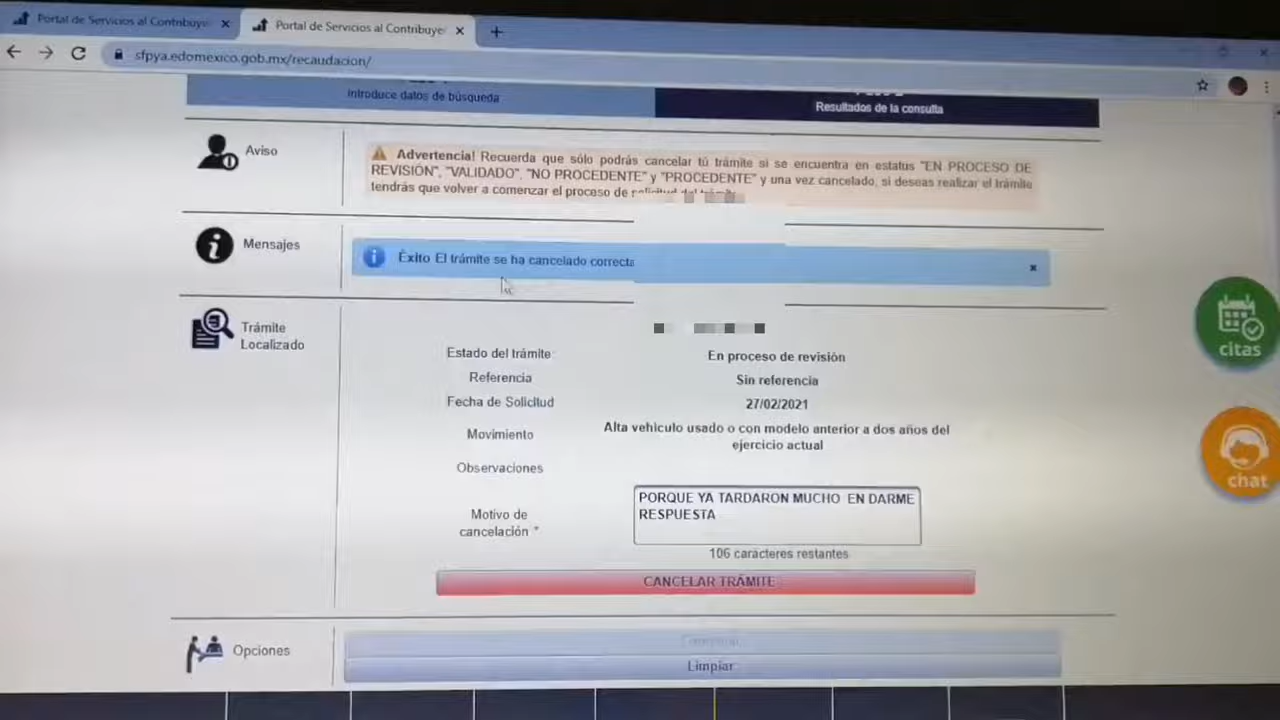 Portal de Servicios al Contribuye
Portal de Servicios al Contribuye
sfpya.edomexico.gob.mx/recaudacion/
Introduce datos de búsqueda
Resultados de la consulta
Aviso
Advertencia! Recuerda que sólo podrás cancelar tú trámite si se encuentra en estatus "EN PROCESO DE
REVISIÓN", "VALIDADO", "NO PROCEDENTE" y "PROCEDENTE" y una vez cancelado, si deseas realizar el trámite
tendrás que volver a comenzar el proceso de solicitud del trámite
Mensajes
Éxito El trámite se ha cancelado correcta
Trámite
Localizado
Estado del trámite
En proceso de revisión
Referencia
Sin referencia
Fecha de Solicitud
27/02/2021
Movimiento
Alta vehiculo usado o con modelo anterior a dos años del
ejercicio actual
Observaciones
Motivo de
cancelación *
PORQUE YA TARDARON MUCHO EN DARME
RESPUESTA
106 carácteres restantes
CANCELAR TRÁMITE
Opciones
Limpiar
citas
chat